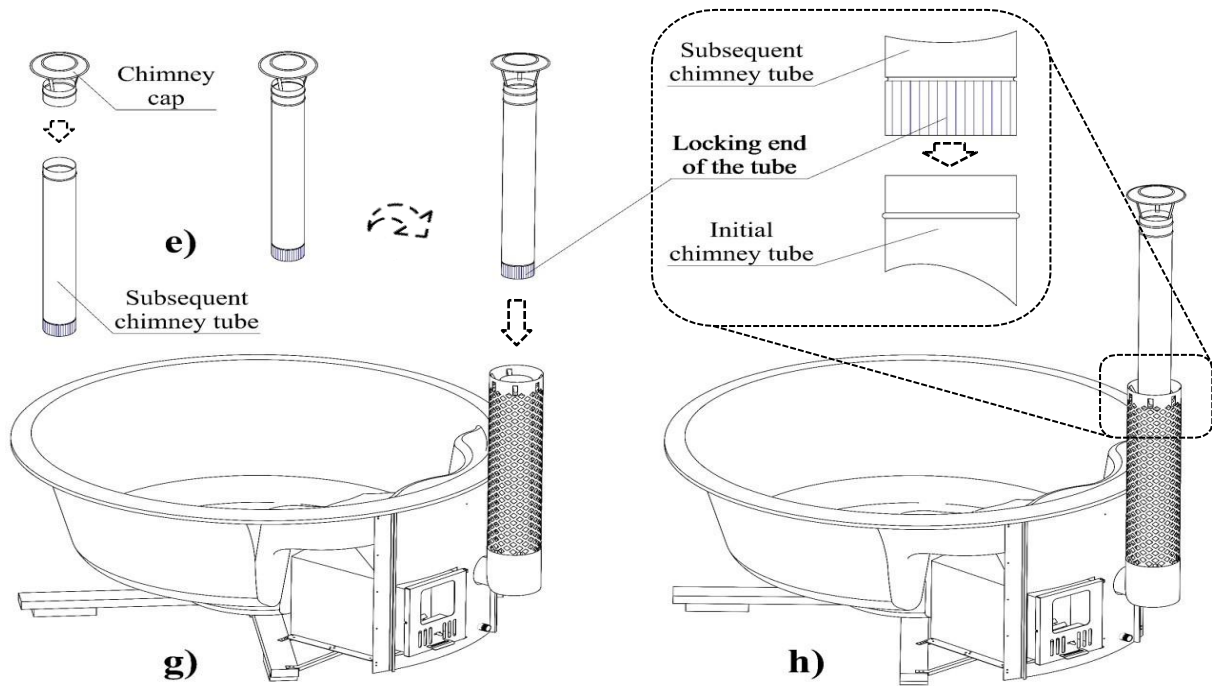 Chimney
cap
e)
Subsequent
chimney tube
Subsequent
chimney tube
Locking end
of the tube
Initial
chimney tube
g)
h)